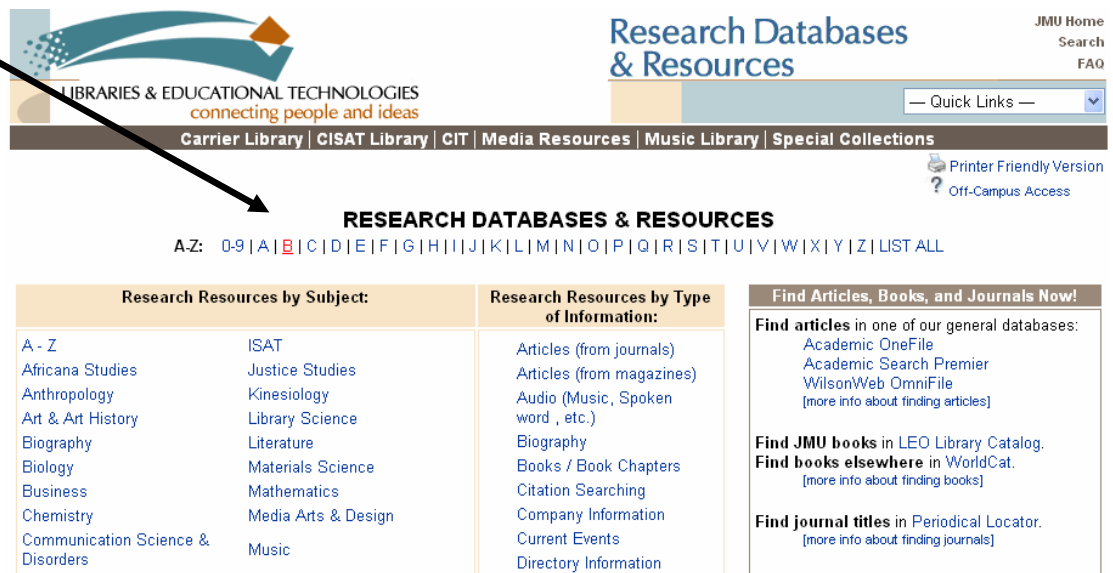 Research Databases
& Resources
JMU Home
Search
FAQ
LIBRARIES & EDUCATIONAL TECHNOLOGIES
connecting people and ideas
— Quick Links —
Carrier Library | CISAT Library | CIT | Media Resources | Music Library | Special Collections
Printer Friendly Version
? Off-Campus Access
RESEARCH DATABASES & RESOURCES
A-Z: 0-9 | A | B | C | D | E | F | G | H | I | J | K | L | M | N | O | P | Q | R | S | T | U | V | W | X | Y | Z | LIST ALL
Research Resources by Subject:
A - Z
Africana Studies
Anthropology
Art & Art History
Biography
Biology
Business
Chemistry
Communication Science &
Disorders
ISAT
Justice Studies
Kinesiology
Library Science
Literature
Materials Science
Mathematics
Media Arts & Design
Music
Research Resources by Type
of Information:
Articles (from journals)
Articles (from magazines)
Audio (Music, Spoken
word , etc.)
Biography
Books / Book Chapters
Citation Searching
Company Information
Current Events
Directory Information
Find Articles, Books, and Journals Now!
Find articles in one of our general databases:
Academic OneFile
Academic Search Premier
WilsonWeb OmniFile
[more info about finding articles]
Find JMU books in LEO Library Catalog.
Find books elsewhere in WorldCat.
[more info about finding books]
Find journal titles in Periodical Locator.
[more info about finding journals]